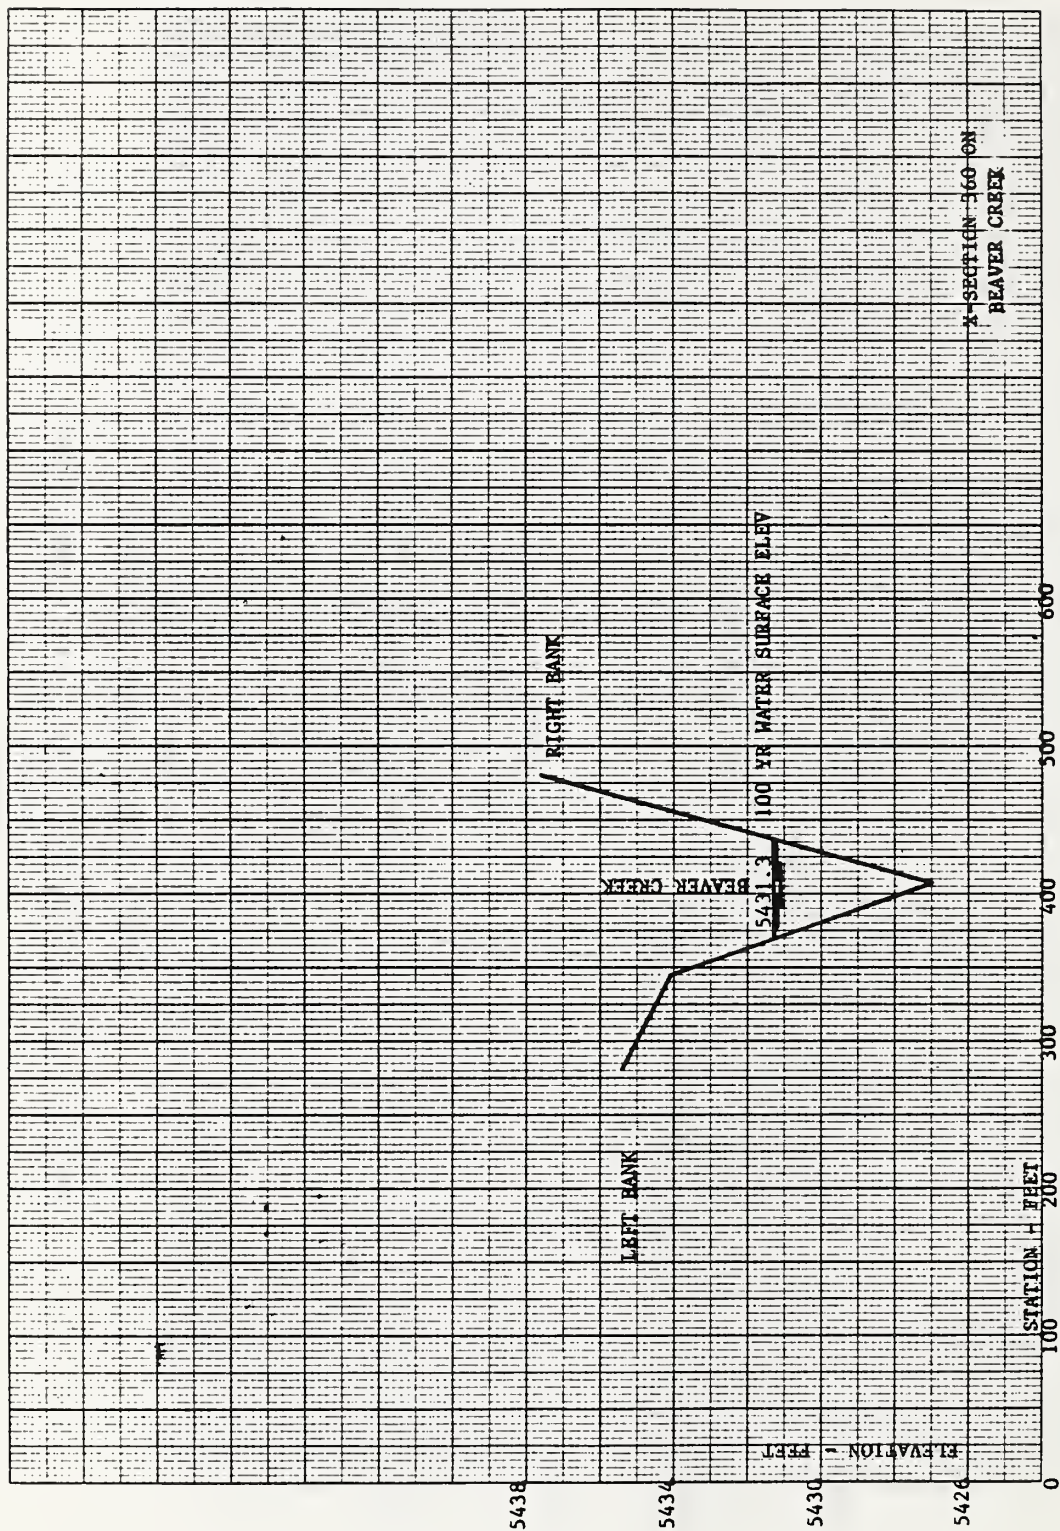 5438
5434
5430
5426
ELEVATION - FEET
0
100
200
300
400
500
600
STATION - FEET
LEFT BANK
RIGHT BANK
BEAVER CREEK
5431.3
100 YR WATER SURFACE ELEV
X-SECTION 360 ON
BEAVER CREEK